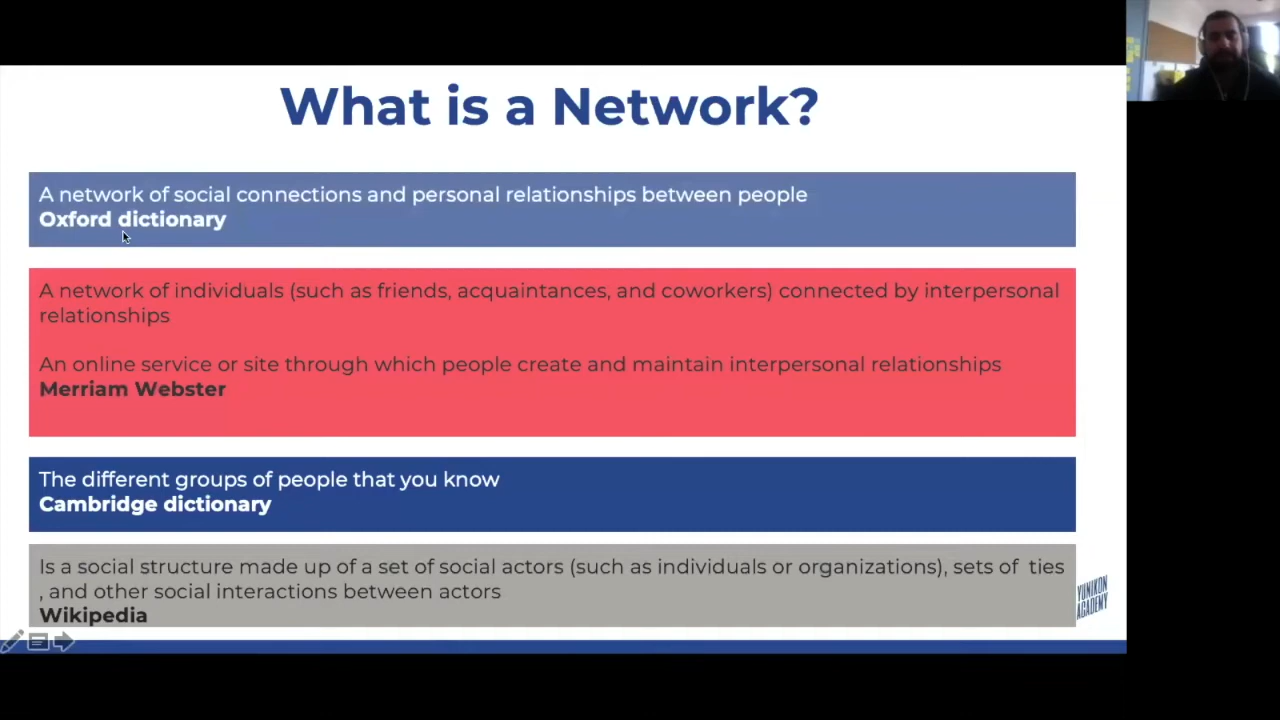 What is a Network?
A network of social connections and personal relationships between people
Oxford dictionary
A network of individuals (such as friends, acquaintances, and coworkers) connected by interpersonal
relationships
An online service or site through which people create and maintain interpersonal relationships
Merriam Webster
The different groups of people that you know
Cambridge dictionary
Is a social structure made up of a set of social actors (such as individuals or organizations), sets of  ties
, and other social interactions between actors
Wikipedia
YUNIKON
ACADEMY